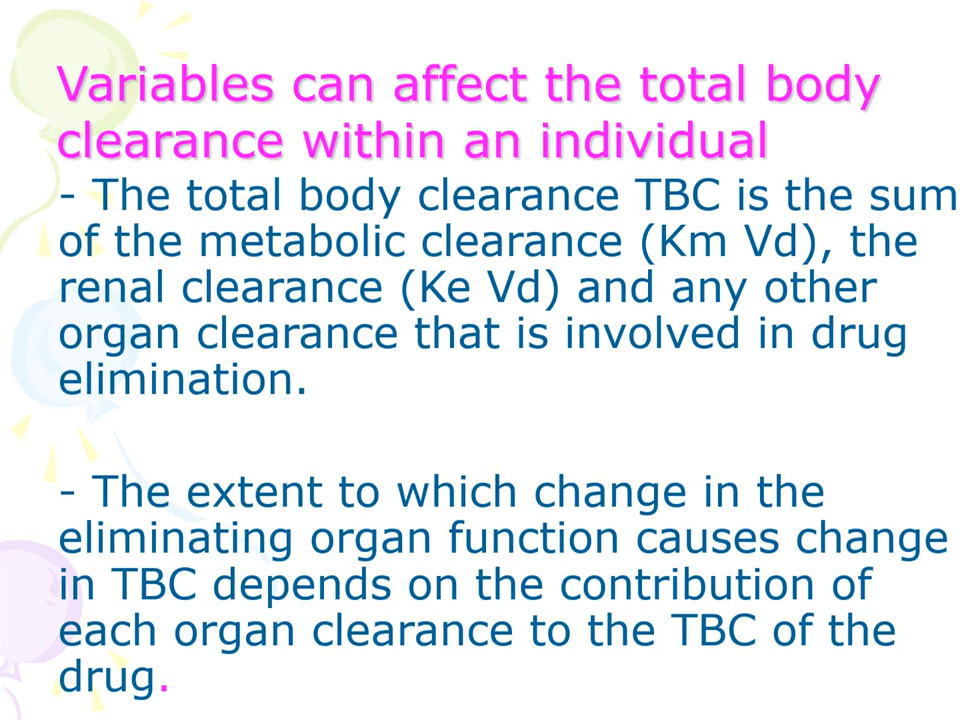 Variables can affect the total body
clearance within an individual
- The total body clearance TBC is the sum
of the metabolic clearance (Km Vd), the
renal clearance (Ke Vd) and any other
organ clearance that is involved in drug
elimination.
- The extent to which change in the
eliminating organ function causes change
in TBC depends on the contribution of
each organ clearance to the TBC of the
drug.